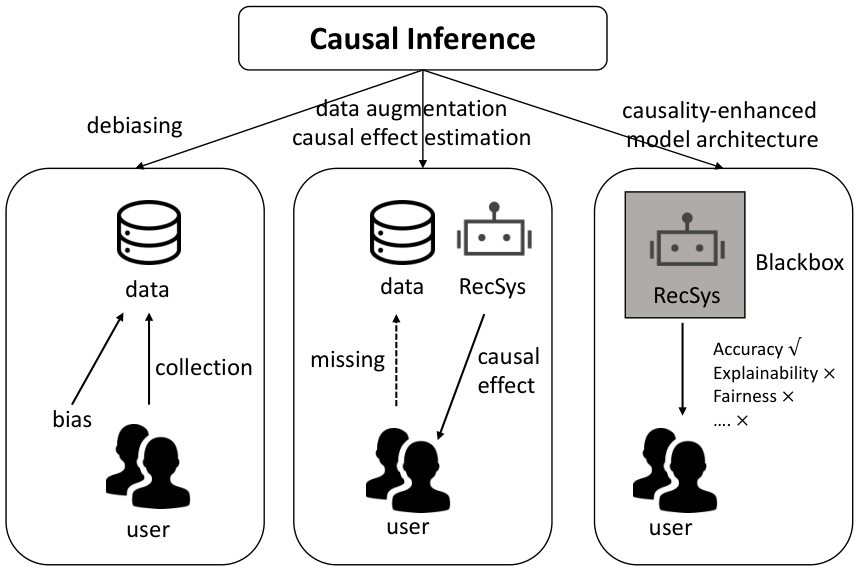 Causal Inference
debiasing
data augmentation
causal effect estimation
causality-enhanced
model architecture
data
collection
bias
user
data
RecSys
missing
causal
effect
user
RecSys
Blackbox
Accuracy √
Explainability ×
Fairness ×
.... ×
user